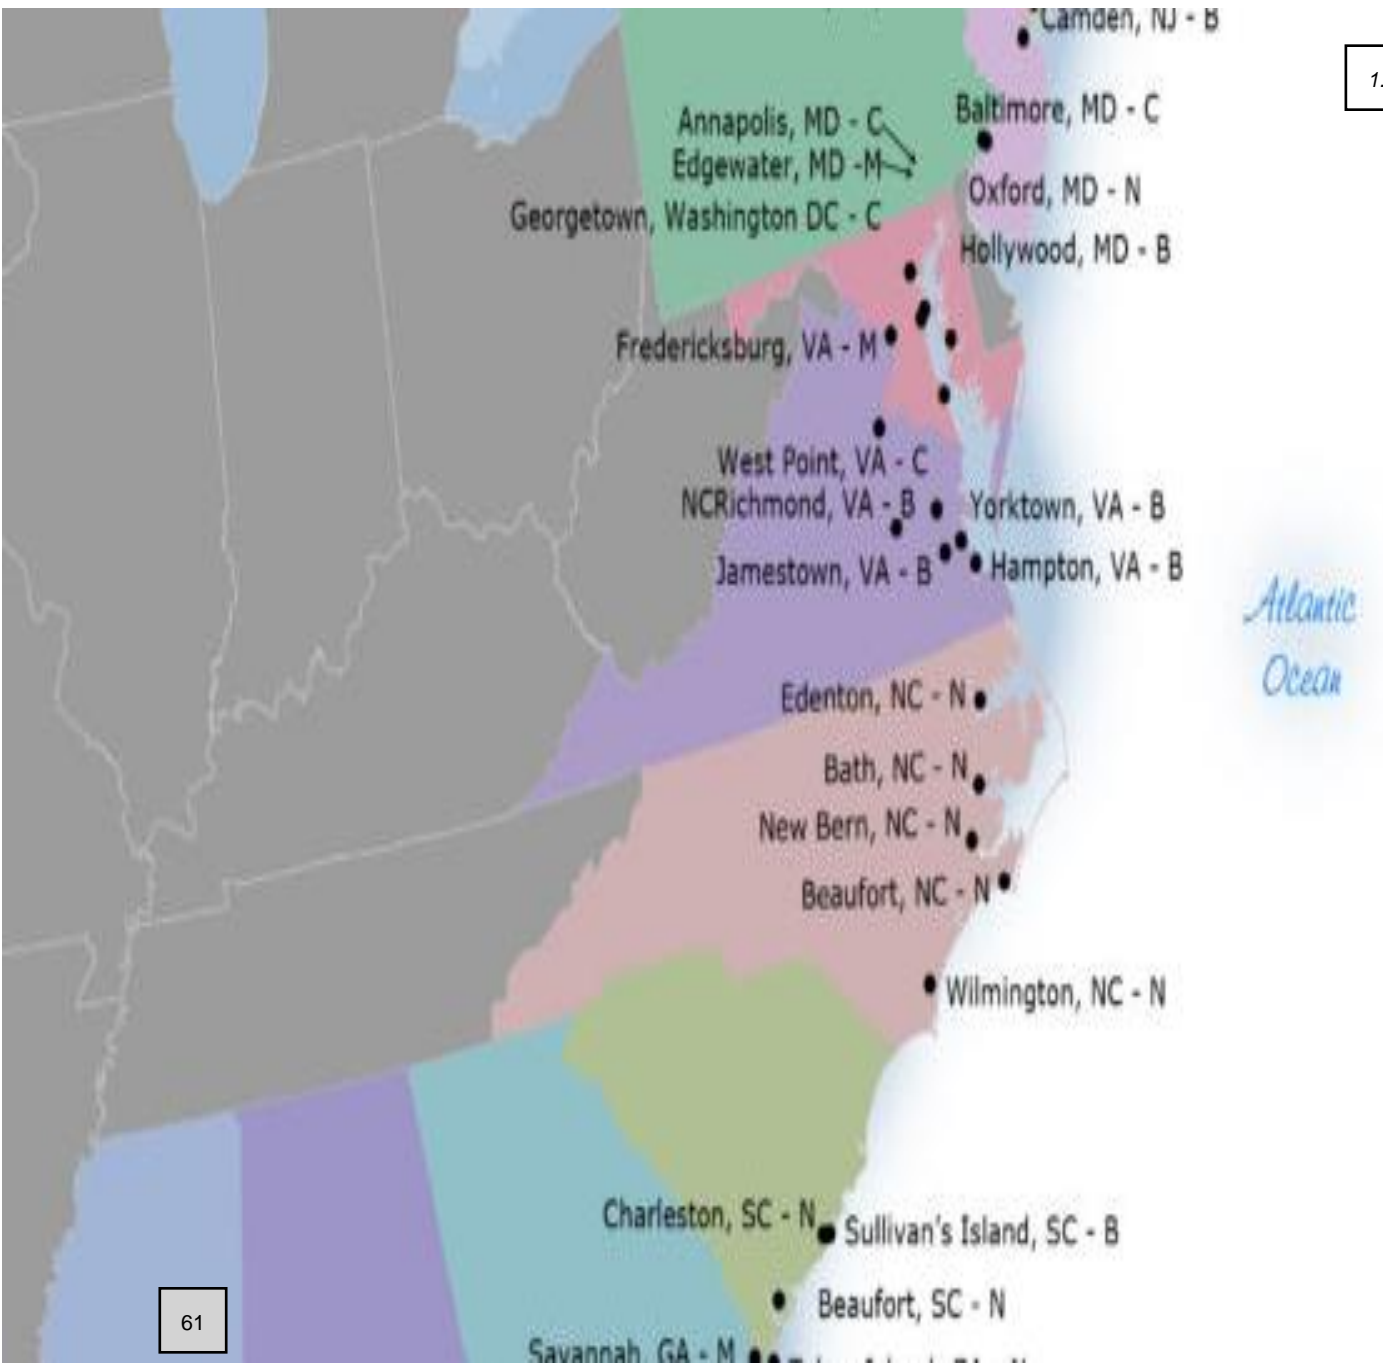 Camden, NJ - B
1.
Baltimore, MD - C
Annapolis, MD - C
Edgewater, MD -M
Oxford, MD - N
Georgetown, Washington DC - C
Hollywood, MD - B
Fredericksburg, VA - M
West Point, VA - C
NCRichmond, VA - B
Yorktown, VA - B
Jamestown, VA - B
Hampton, VA - B
Atlantic
Ocean
Edenton, NC - N
Bath, NC - N
New Bern, NC - N
Beaufort, NC - N
Wilmington, NC - N
Charleston, SC - N
Sullivan's Island, SC - B
Beaufort, SC - N
61
Savannah, GA - M